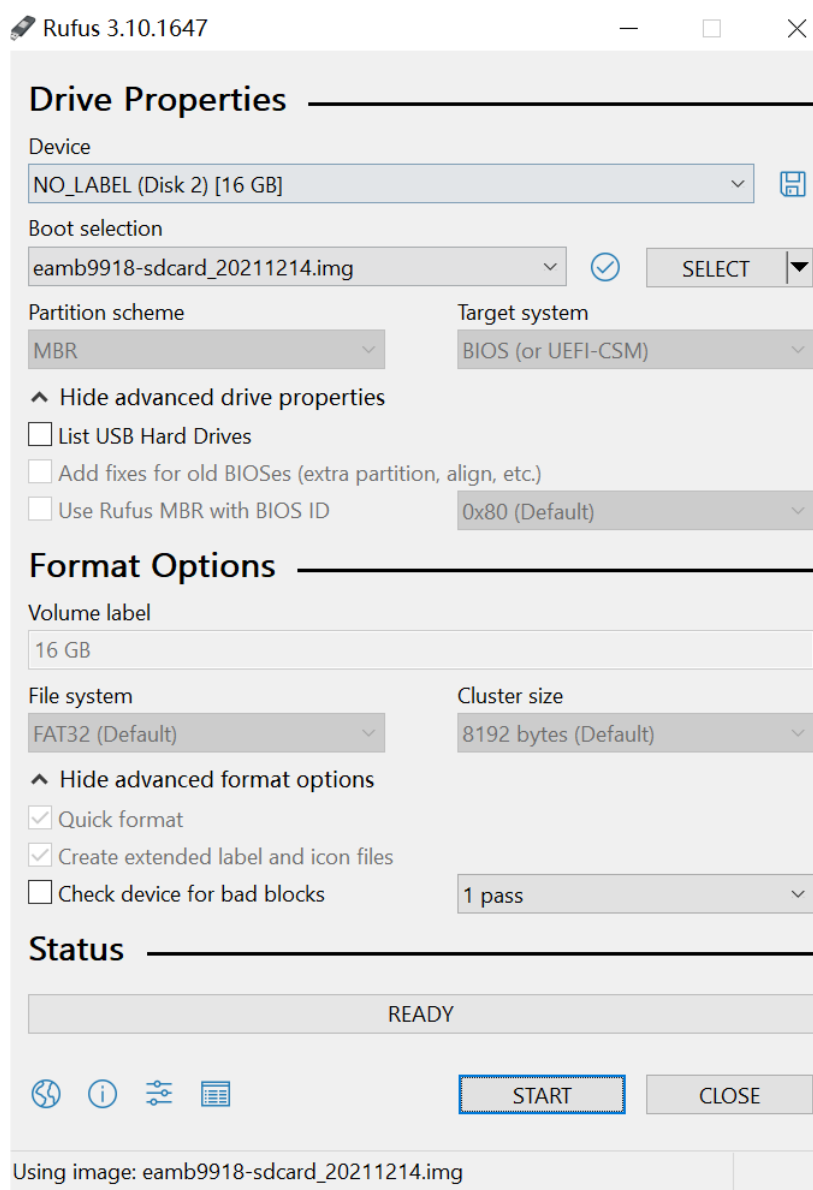 Rufus 3.10.1647
Drive Properties
Device
NO_LABEL (Disk 2) [16 GB]
Boot selection
eamb9918-sdcard_20211214.img
SELECT
Partition scheme
Target system
MBR
BIOS (or UEFI-CSM)
Hide advanced drive properties
List USB Hard Drives
Add fixes for old BIOSes (extra partition, align, etc.)
Use Rufus MBR with BIOS ID
0x80 (Default)
Format Options
Volume label
16 GB
File system
Cluster size
FAT32 (Default)
8192 bytes (Default)
Hide advanced format options
Quick format
Create extended label and icon files
Check device for bad blocks
1 pass
Status
READY
START
CLOSE
Using image: eamb9918-sdcard_20211214.img